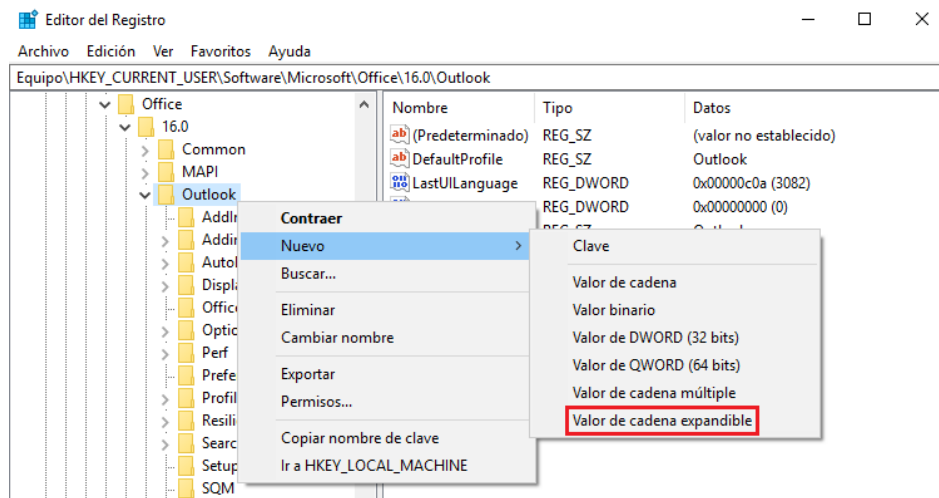 Editor del Registro
Archivo Edición Ver Favoritos Ayuda
Equipo\HKEY_CURRENT_USER\Software\Microsoft\Office\16.0\Outlook
Office
16.0
Common
MAPI
Outlook
Nombre Tipo Datos
(Predeterminado) REG_SZ (valor no establecido)
DefaultProfile REG_SZ Outlook
LastUILanguage REG_DWORD 0x00000c0a (3082)
REG_DWORD 0x00000000 (0)
Contraer
Nuevo
Buscar...
Eliminar
Cambiar nombre
Exportar
Permisos...
Copiar nombre de clave
Ir a HKEY_LOCAL_MACHINE
Clave
Valor de cadena
Valor binario
Valor de DWORD (32 bits)
Valor de QWORD (64 bits)
Valor de cadena múltiple
Valor de cadena expandible
Perf
SQM